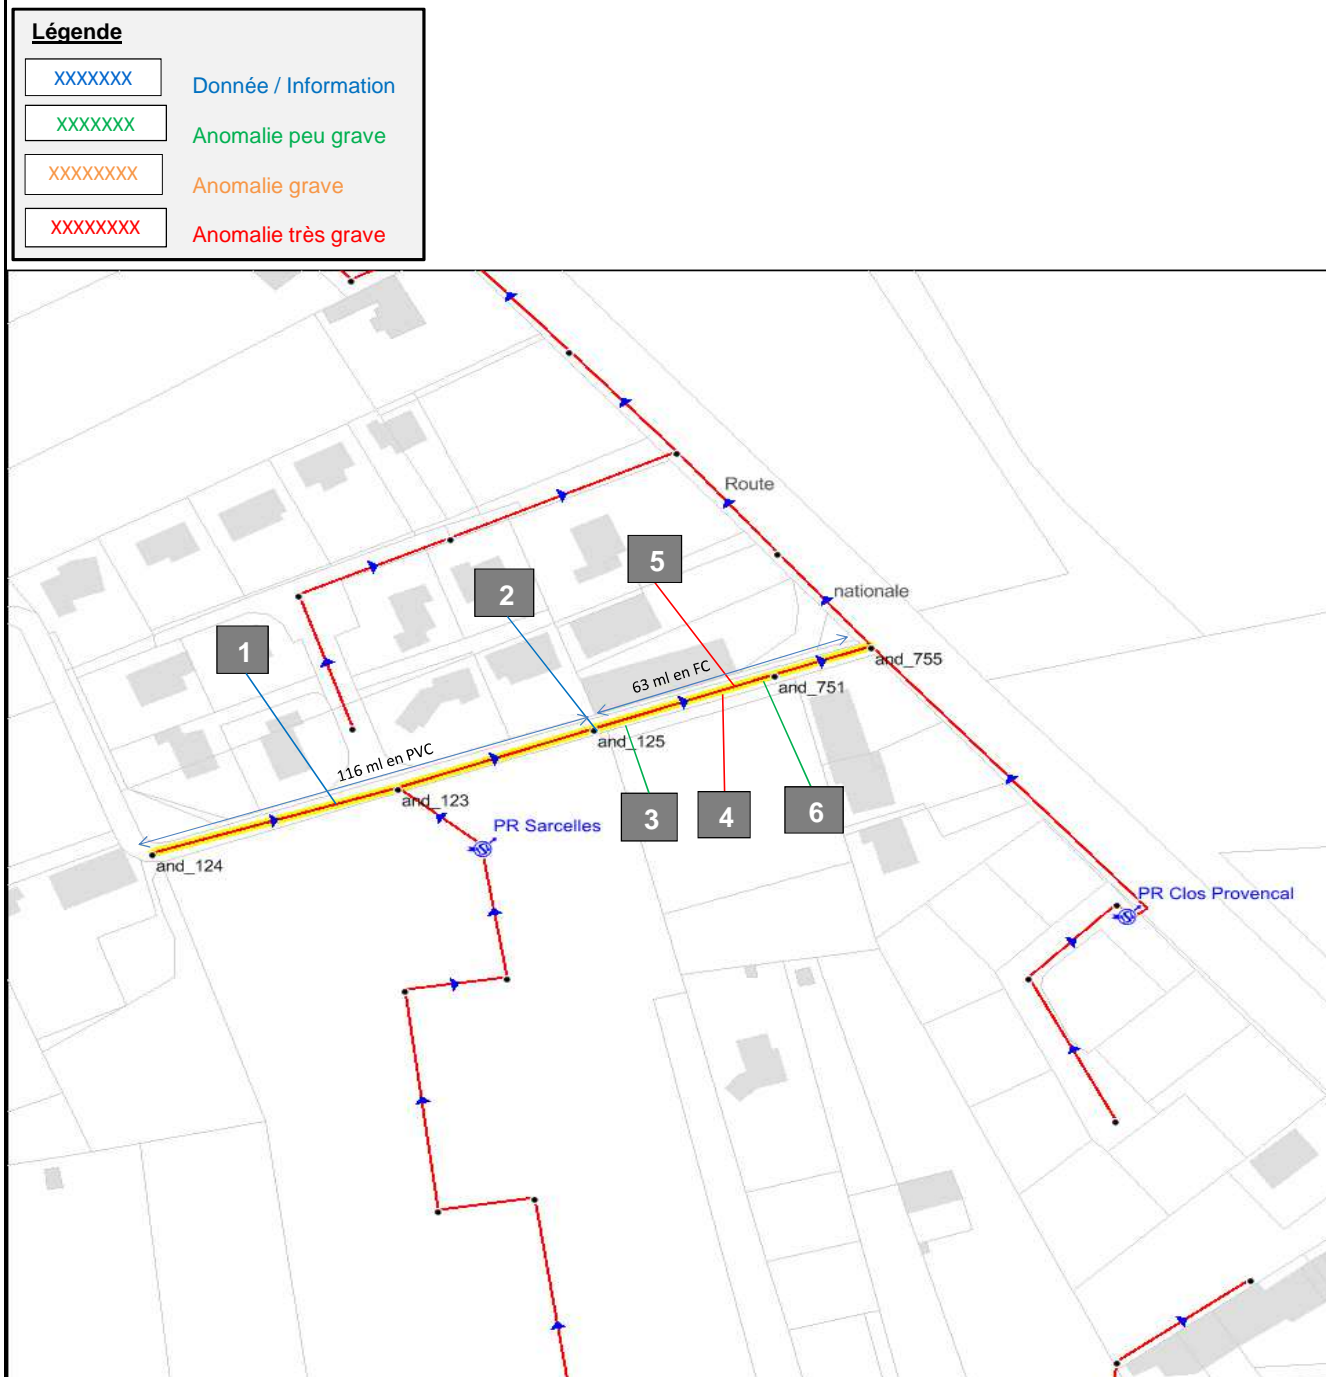 Légende
XXXXXXX
Donnée / Information
XXXXXXX
Anomalie peu grave
XXXXXXXX
Anomalie grave
XXXXXXXX
Anomalie très grave
Route
nationale
5
2
1
63 ml en FC
and_755
and_751
and_125
116 ml en PVC
and_123
3
4
6
PR Sarcelles
and_124
PR Clos Provencal